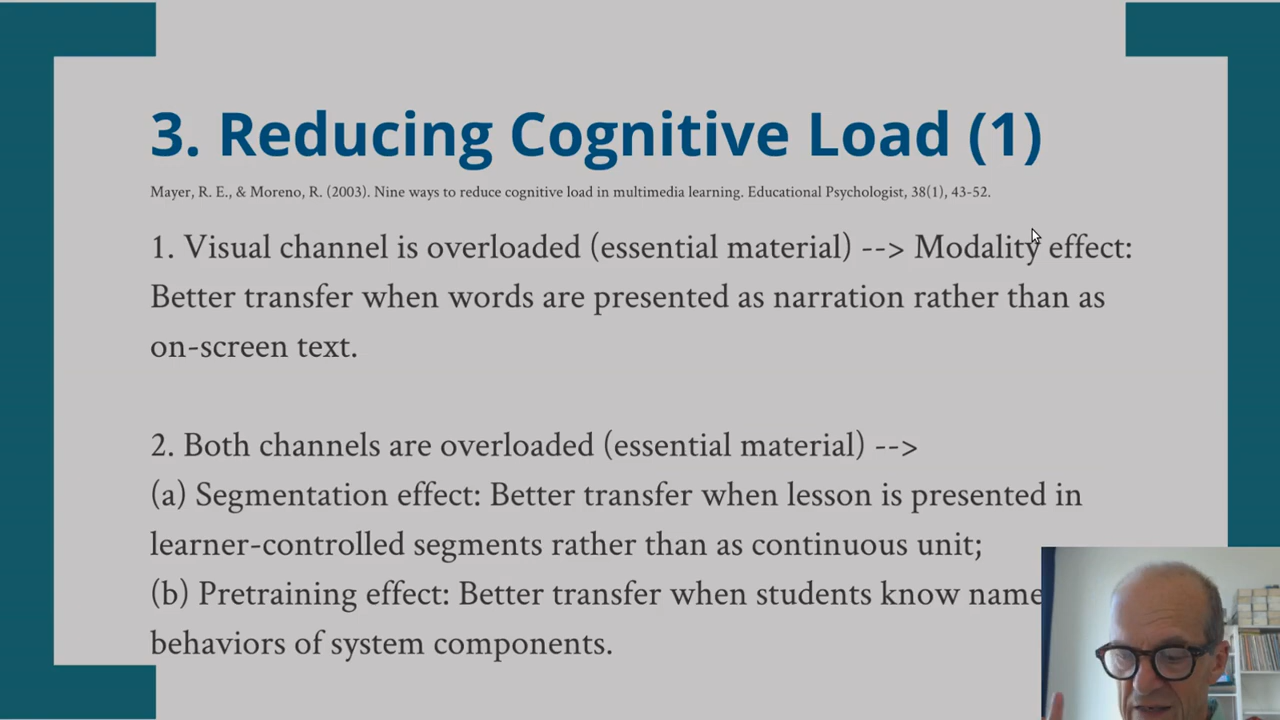 3. Reducing Cognitive Load (1)
Mayer, R. E., & Moreno, R. (2003). Nine ways to reduce cognitive load in multimedia learning. Educational Psychologist, 38(1), 43-52.
1. Visual channel is overloaded (essential material) --> Modality effect:
Better transfer when words are presented as narration rather than as
on-screen text.
2. Both channels are overloaded (essential material) -->
(a) Segmentation effect: Better transfer when lesson is presented in
learner-controlled segments rather than as continuous unit;
(b) Pretraining effect: Better transfer when students know name
behaviors of system components.